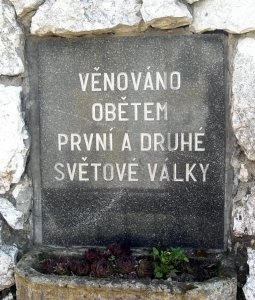 VĚNOVÁNO
OBĚTEM
PRVNÍ A DRUHÉ
SVĚTOVÉ VÁLKY